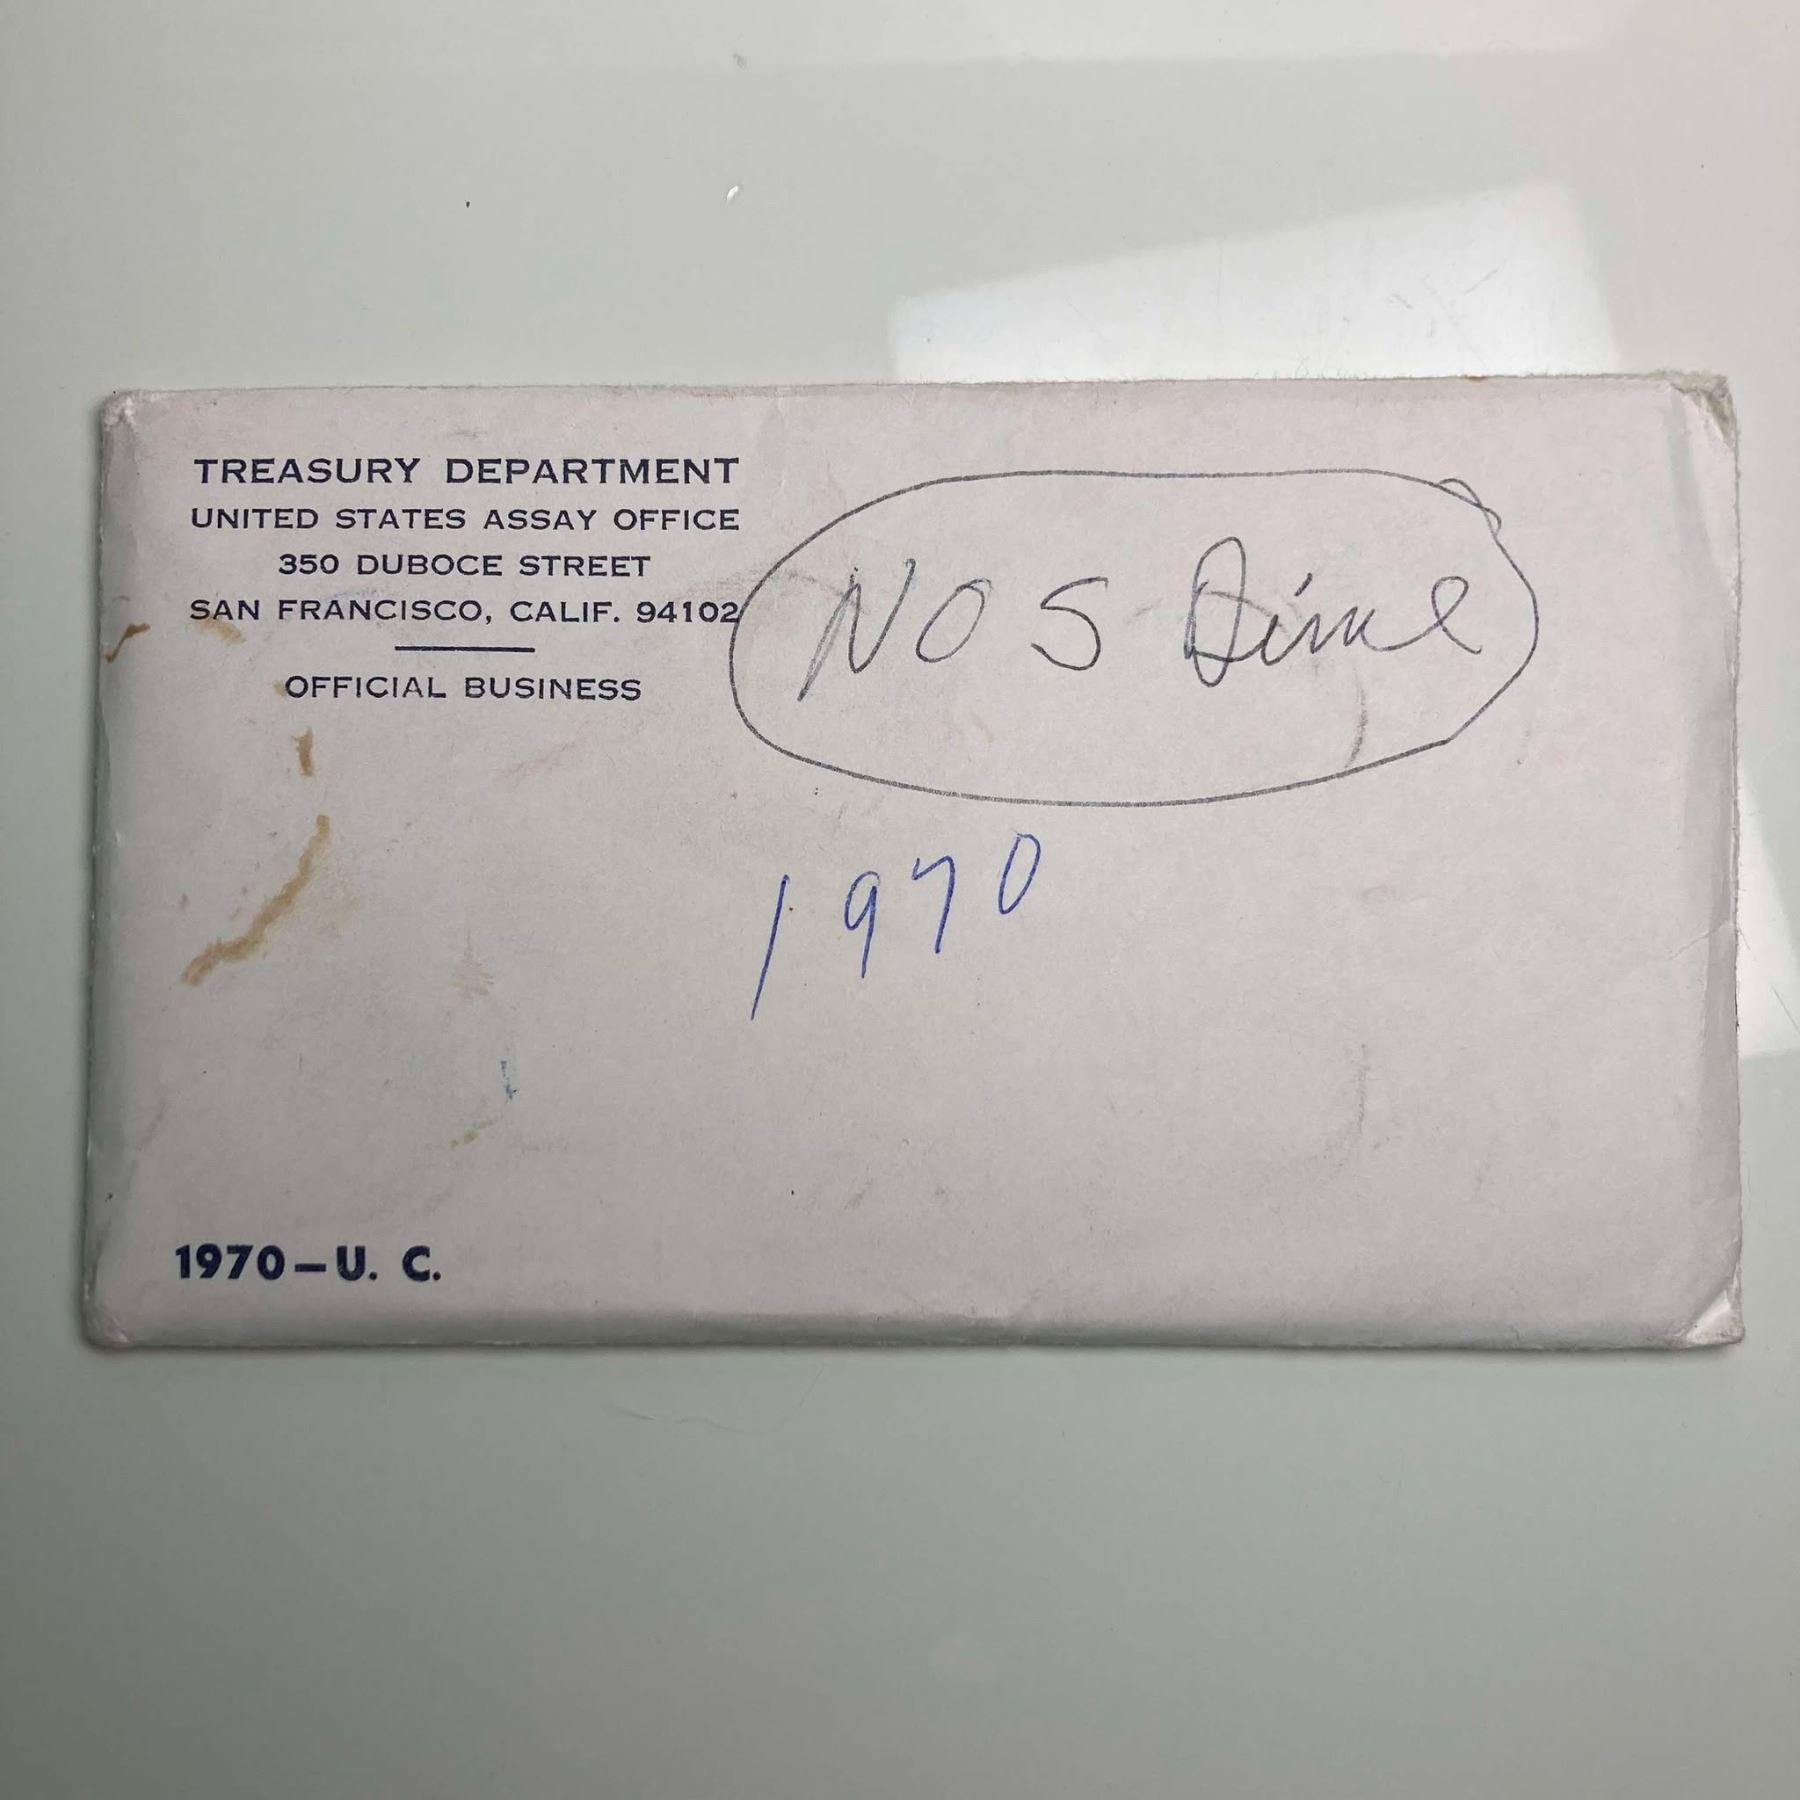 TREASURY DEPARTMENT
UNITED STATES ASSAY OFFICE
350 DUBOCE STREET
SAN FRANCISCO, CALIF. 94102
OFFICIAL BUSINESS
NO S Dime
1970
1970-U. C.